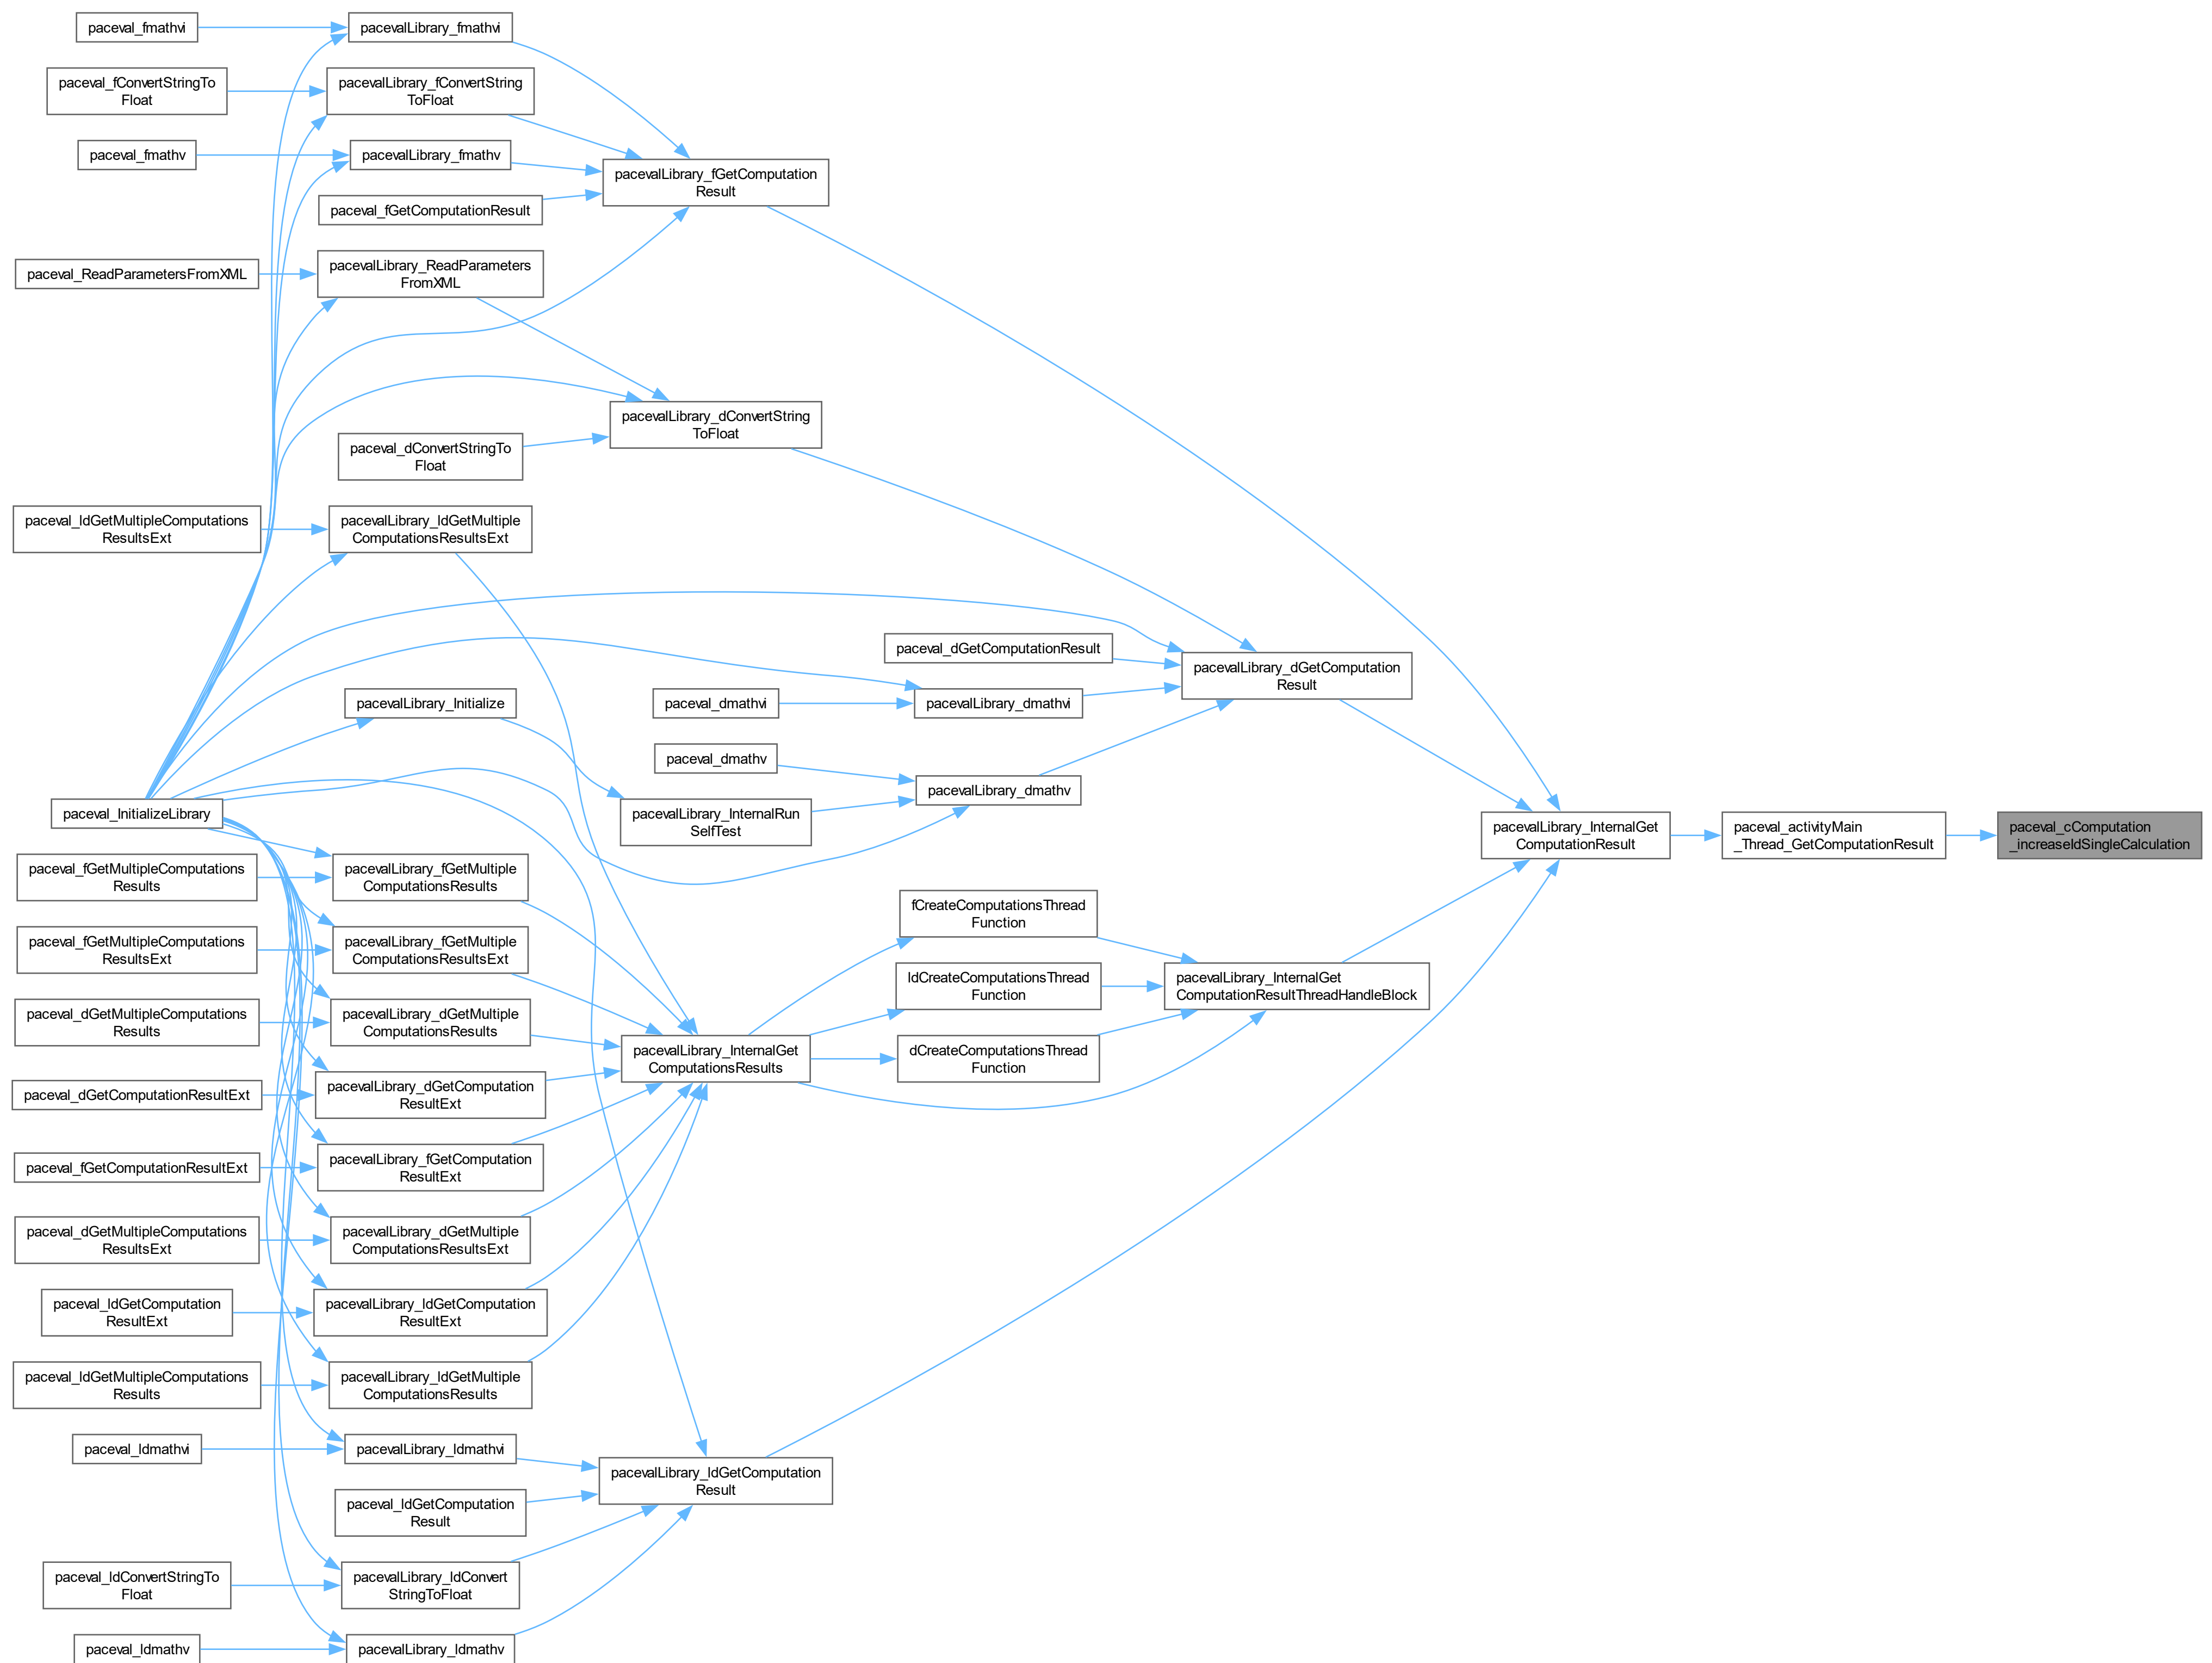 paceval_fmathvi
pacevalLibrary_fmathvi
paceval_fConvertStringTo
Float
pacevalLibrary_fConvertString
ToFloat
paceval_fmathv
pacevalLibrary_fmathv
pacevalLibrary_fGetComputation
Result
paceval_fGetComputationResult
paceval_ReadParametersFromXML
pacevalLibrary_ReadParameters
FromXML
pacevalLibrary_dConvertString
ToFloat
paceval_dConvertStringTo
Float
paceval_ldGetMultipleComputations
ResultsExt
pacevalLibrary_ldGetMultiple
ComputationsResultsExt
paceval_dGetComputationResult
pacevalLibrary_dGetComputation
Result
pacevalLibrary_Initialize
paceval_dmathvi
pacevalLibrary_dmathvi
paceval_dmathv
pacevalLibrary_dmathv
paceval_InitializeLibrary
pacevalLibrary_InternalRun
SelfTest
pacevalLibrary_InternalGet
ComputationResult
paceval_activityMain
_Thread_GetComputationResult
paceval_cComputation
_increaseIdSingleCalculation
paceval_fGetMultipleComputations
Results
pacevalLibrary_fGetMultiple
ComputationsResults
fCreateComputationsThread
Function
paceval_fGetMultipleComputations
ResultsExt
pacevalLibrary_fGetMultiple
ComputationsResultsExt
ldCreateComputationsThread
Function
pacevalLibrary_InternalGet
ComputationResultThreadHandleBlock
paceval_dGetMultipleComputations
Results
pacevalLibrary_dGetMultiple
ComputationsResults
pacevalLibrary_InternalGet
ComputationsResults
dCreateComputationsThread
Function
paceval_dGetComputationResultExt
pacevalLibrary_dGetComputation
ResultExt
paceval_fGetComputationResultExt
pacevalLibrary_fGetComputation
ResultExt
paceval_dGetMultipleComputations
ResultsExt
pacevalLibrary_dGetMultiple
ComputationsResultsExt
paceval_ldGetComputation
ResultExt
pacevalLibrary_ldGetComputation
ResultExt
paceval_ldGetMultipleComputations
Results
pacevalLibrary_ldGetMultiple
ComputationsResults
paceval_ldmathvi
pacevalLibrary_ldmathvi
pacevalLibrary_ldGetComputation
Result
paceval_ldGetComputation
Result
paceval_ldConvertStringTo
Float
pacevalLibrary_ldConvert
StringToFloat
paceval_ldmathv
pacevalLibrary_ldmathv